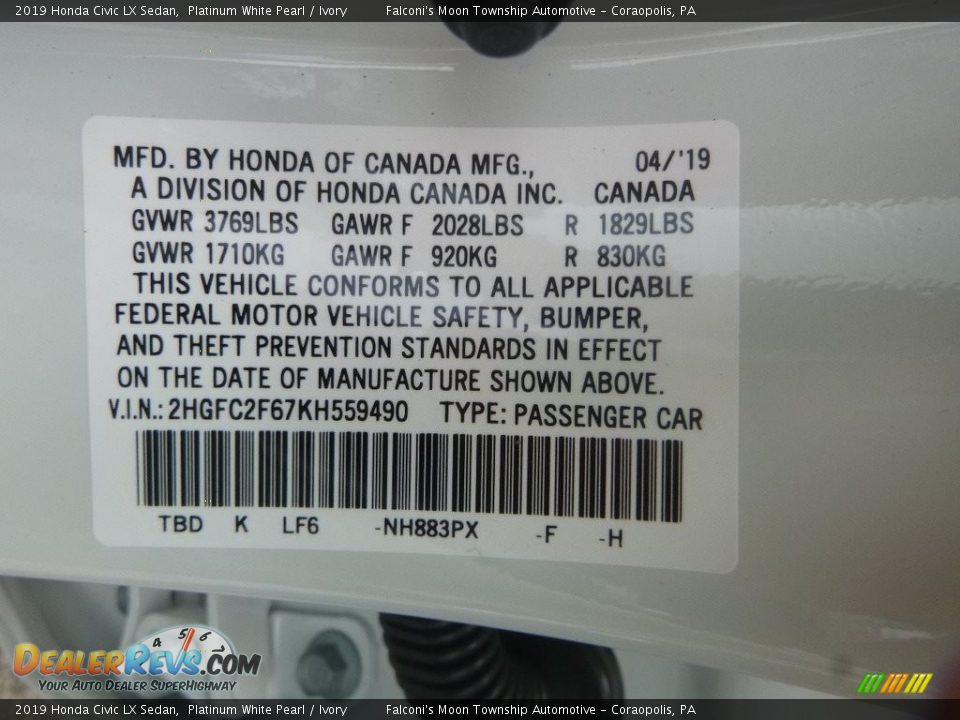 2019 Honda Civic LX Sedan,  Platinum White Pearl / Ivory     Falconi's Moon Township Automotive - Coraopolis, PA
MFD. BY HONDA OF CANADA MFG.,     04/'19
A DIVISION OF HONDA CANADA INC.   CANADA
GVWR 3769LBS   GAWR F 2028LBS   R 1829LBS
GVWR 1710KG   GAWR F 920KG   R 830KG
THIS VEHICLE CONFORMS TO ALL APPLICABLE
FEDERAL MOTOR VEHICLE SAFETY, BUMPER,
AND THEFT PREVENTION STANDARDS IN EFFECT
ON THE DATE OF MANUFACTURE SHOWN ABOVE.
V.I.N.: 2HGFC2F67KH559490   TYPE: PASSENGER CAR
TBD   K   LF6   -NH883PX   -F   -H
4 5 6
DEALERREVS.COM
YOUR AUTO DEALER SUPERHIGHWAY
2019 Honda Civic LX Sedan,  Platinum White Pearl / Ivory     Falconi's Moon Township Automotive - Coraopolis, PA